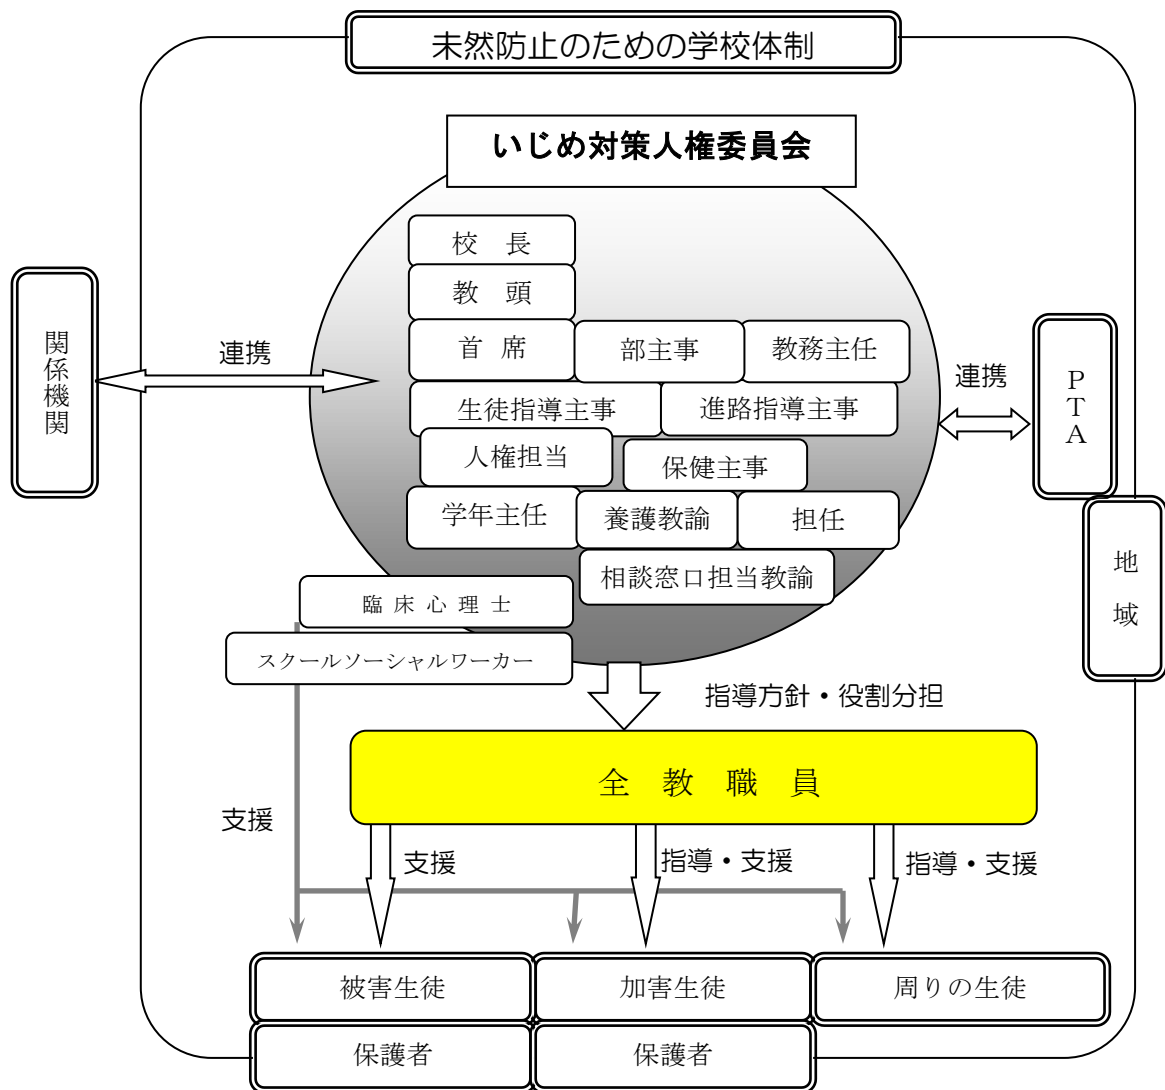 未然防止のための学校体制
いじめ対策人権委員会
校　長
教　頭
首 席
部主事
教務主任
生徒指導主事
進路指導主事
人権担当
保健主事
学年主任
養護教諭
担任
相談窓口担当教諭
臨 床 心 理 士
スクールソーシャルワーカー
関係機関
連携
連携
PTA
地域
指導方針・役割分担
全　教　職　員
支援
支援
指導・支援
指導・支援
被害生徒
加害生徒
周りの生徒
保護者
保護者